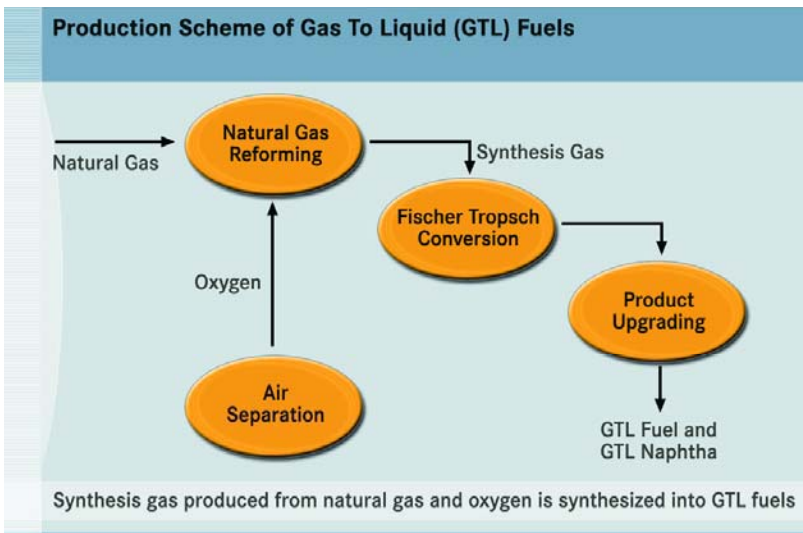 Production Scheme of Gas To Liquid (GTL) Fuels
Natural Gas
Natural Gas
Reforming
Synthesis Gas
Fischer Tropsch
Conversion
Oxygen
Product
Upgrading
Air
Separation
GTL Fuel and
GTL Naphtha
Synthesis gas produced from natural gas and oxygen is synthesized into GTL fuels